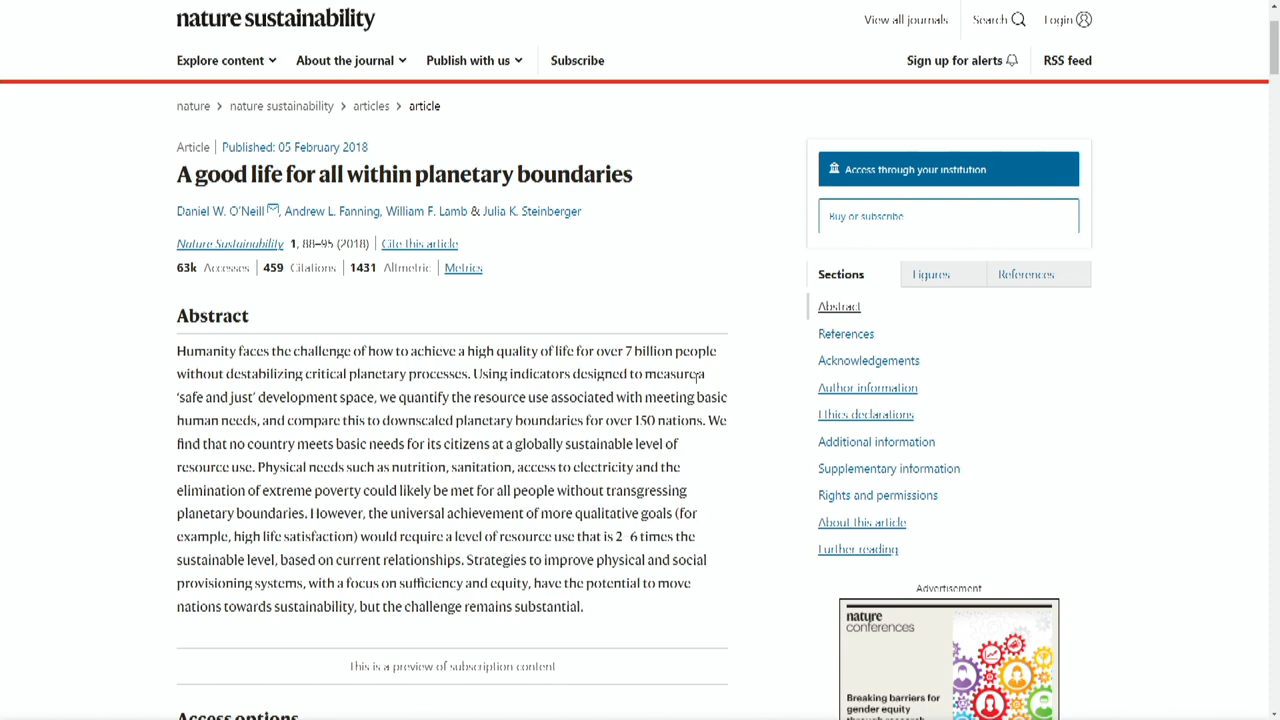 nature sustainability
View all journals
Search
Login
Explore content
About the journal
Publish with us
Subscribe
Sign up for alerts
RSS feed
nature > nature sustainability > articles > article
Article | Published: 05 February 2018
A good life for all within planetary boundaries
Daniel W. O'Neill, Andrew L. Fanning, William F. Lamb & Julia K. Steinberger
Nature Sustainability 1, 88–95 (2018) | Cite this article
63k Accesses | 459 Citations | 1431 Altmetric | Metrics
Abstract
Humanity faces the challenge of how to achieve a high quality of life for over 7 billion people
without destabilizing critical planetary processes. Using indicators designed to measure a
'safe and just' development space, we quantify the resource use associated with meeting basic
human needs, and compare this to downscaled planetary boundaries for over 150 nations. We
find that no country meets basic needs for its citizens at a globally sustainable level of
resource use. Physical needs such as nutrition, sanitation, access to electricity and the
elimination of extreme poverty could likely be met for all people without transgressing
planetary boundaries. However, the universal achievement of more qualitative goals (for
example, high life satisfaction) would require a level of resource use that is 2–6 times the
sustainable level, based on current relationships. Strategies to improve physical and social
provisioning systems, with a focus on sufficiency and equity, have the potential to move
nations towards sustainability, but the challenge remains substantial.
This is a preview of subscription content
Access options
Access through your institution
Buy or subscribe
Sections
Figures
References
Abstract
References
Acknowledgements
Author information
Ethics declarations
Additional information
Supplementary information
Rights and permissions
About this article
Further reading
Advertisement
nature
conferences
Breaking barriers for
gender equity
through research